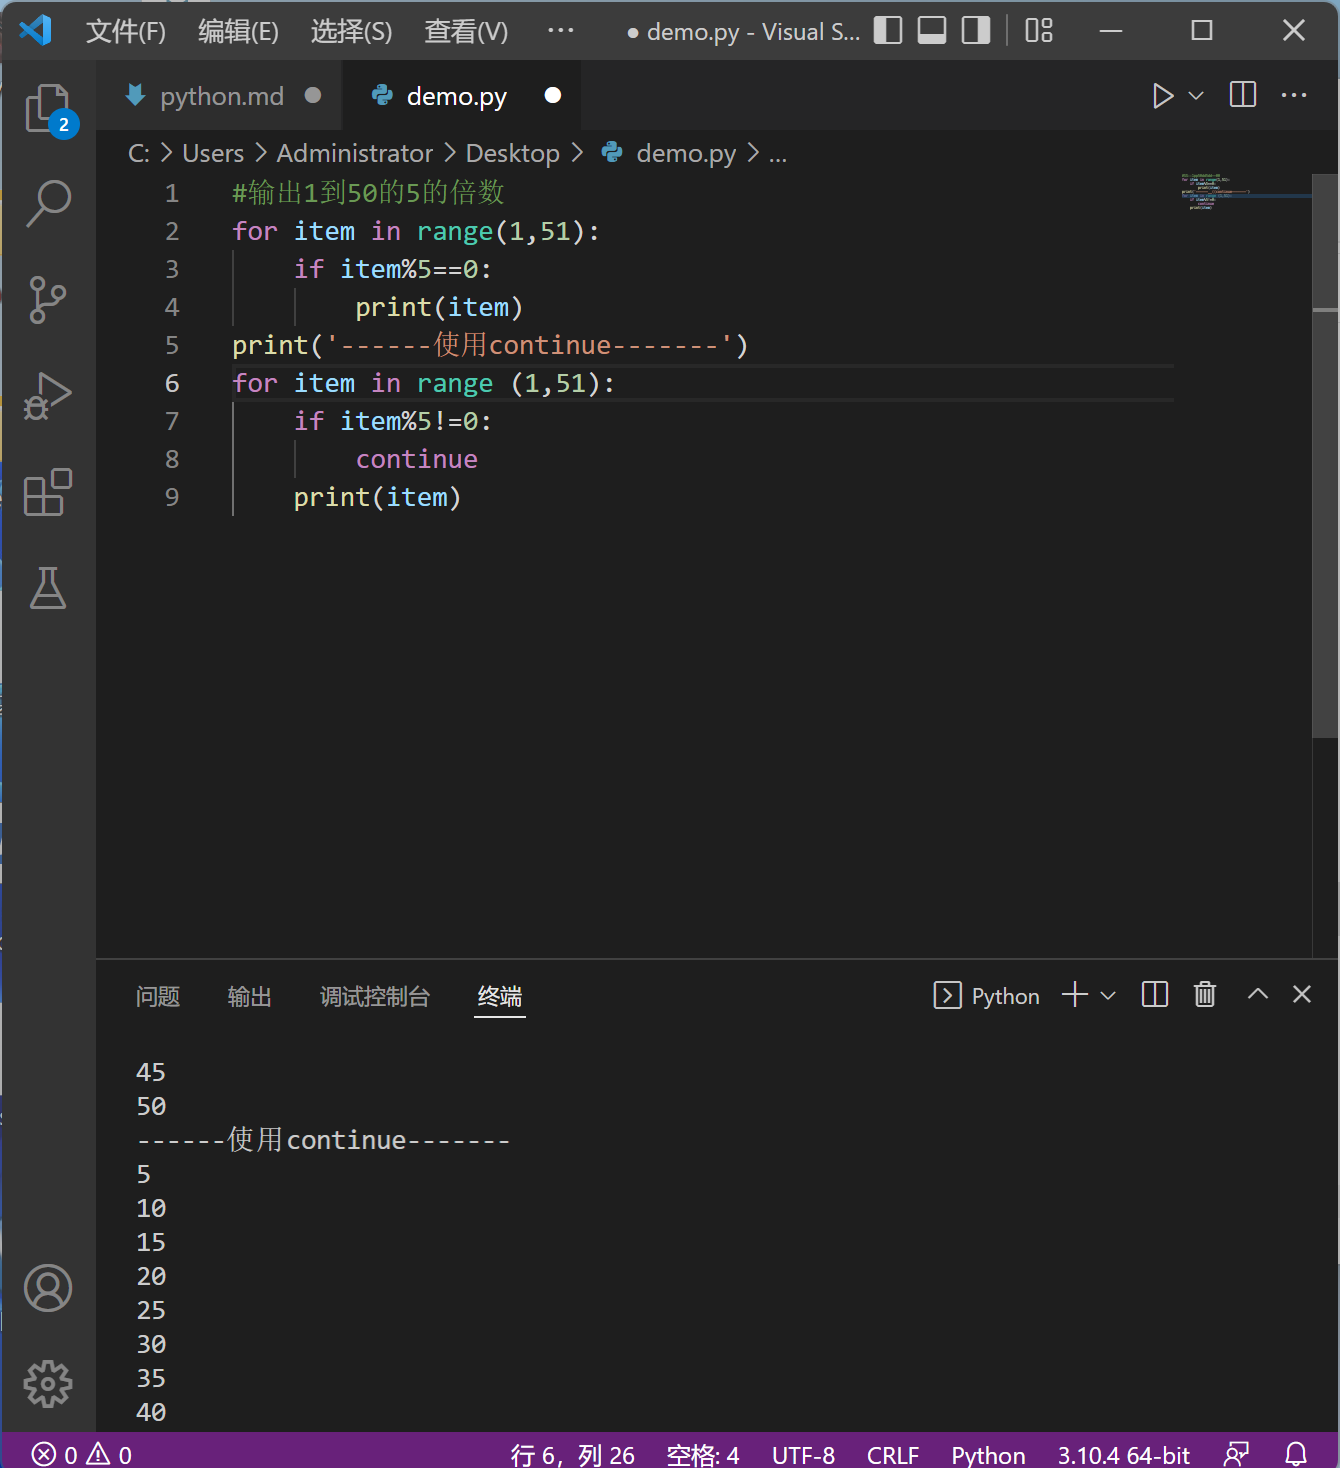 文件(F) 编辑(E) 选择(S) 查看(V) ··· ● demo.py - Visual S...
2
python.md ● demo.py ●
C: > Users > Administrator > Desktop > demo.py > ...
1 #输出1到50的5的倍数
2 for item in range(1,51):
3 if item%5==0:
4 print(item)
5 print('------使用continue-------')
6 for item in range (1,51):
7 if item%5!=0:
8 continue
9 print(item)
问题 输出 调试控制台 终端 Python
45
50
------使用continue-------
5
10
15
20
25
30
35
40
0 0 行 6，列 26 空格: 4 UTF-8 CRLF Python 3.10.4 64-bit